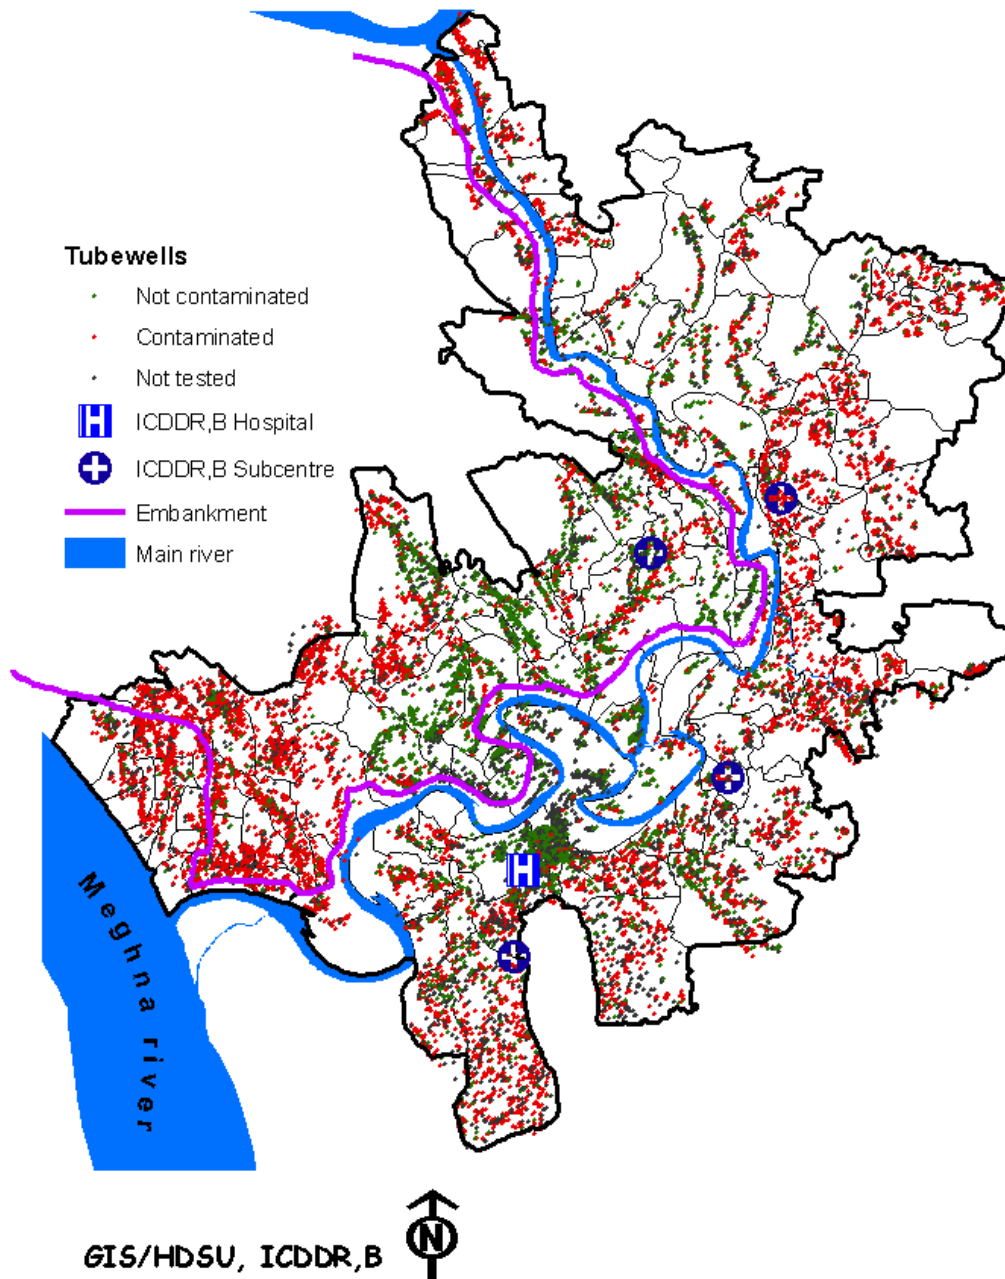 Tubewells
Not contaminated
Contaminated
Not tested
H ICDDR,B Hospital
ICDDR,B Subcentre
Embankment
Main river
H
Meghna river
N
GIS/HDSU, ICDDR,B